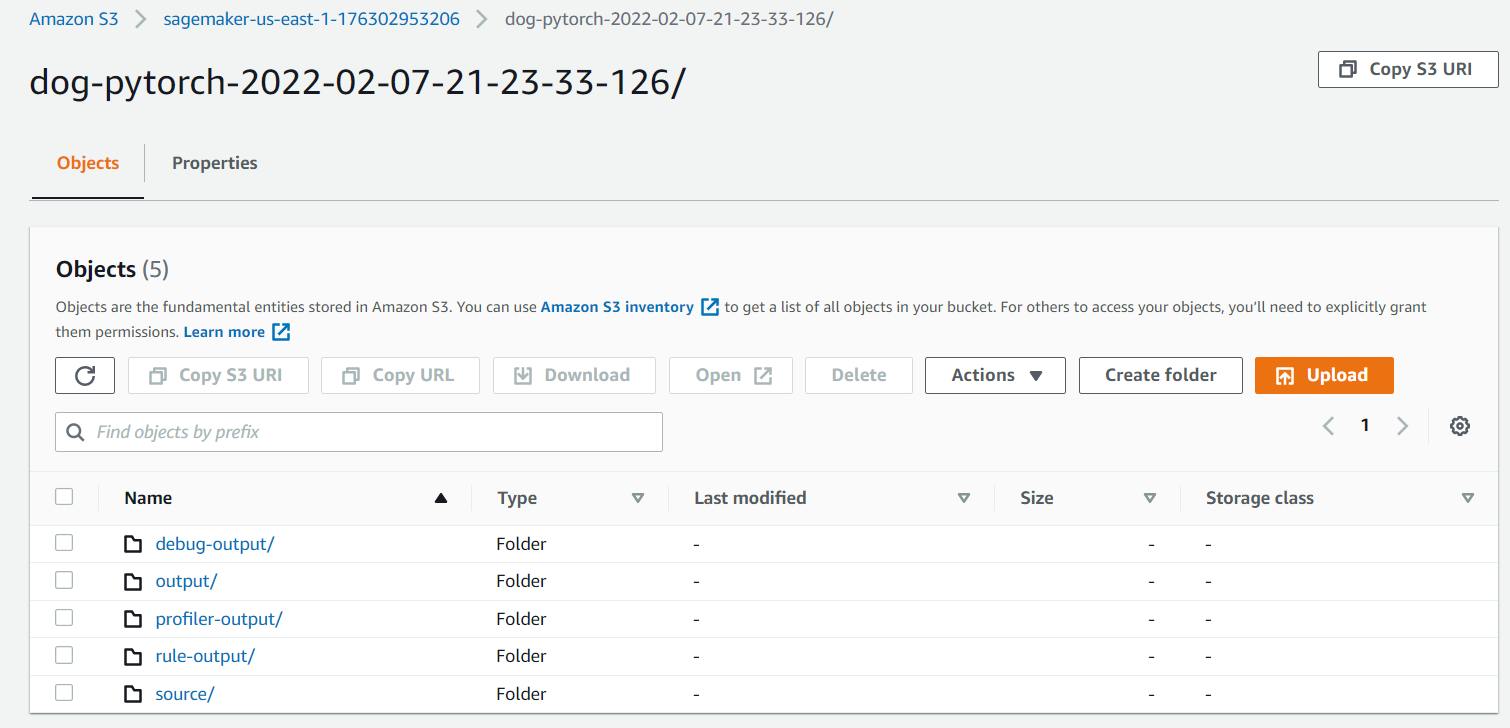 Amazon S3 > sagemaker-us-east-1-176302953206 > dog-pytorch-2022-02-07-21-23-33-126/
dog-pytorch-2022-02-07-21-23-33-126/
Copy S3 URI
Objects Properties
Objects (5)
Objects are the fundamental entities stored in Amazon S3. You can use Amazon S3 inventory to get a list of all objects in your bucket. For others to access your objects, you'll need to explicitly grant
them permissions. Learn more
Copy S3 URI Copy URL Download Open Delete Actions Create folder Upload
Find objects by prefix
1
Name Type Last modified Size Storage class
debug-output/ Folder - - -
output/ Folder - - -
profiler-output/ Folder - - -
rule-output/ Folder - - -
source/ Folder - - -